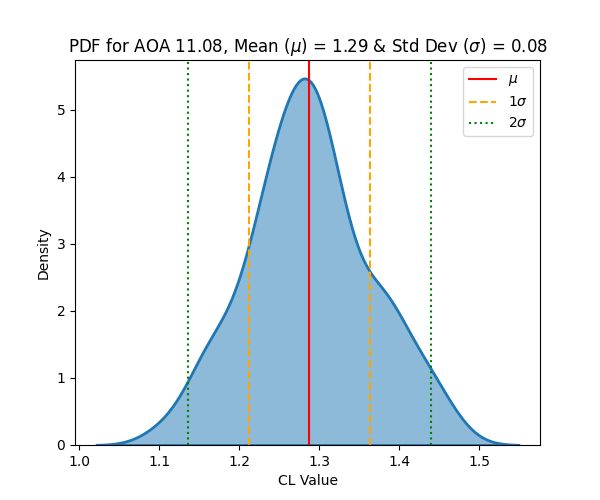 PDF for AOA 11.08, Mean (μ) = 1.29 & Std Dev (σ) = 0.08
μ
1σ
2σ
Density
5
4
3
2
1
0
1.0 1.1 1.2 1.3 1.4 1.5
CL Value